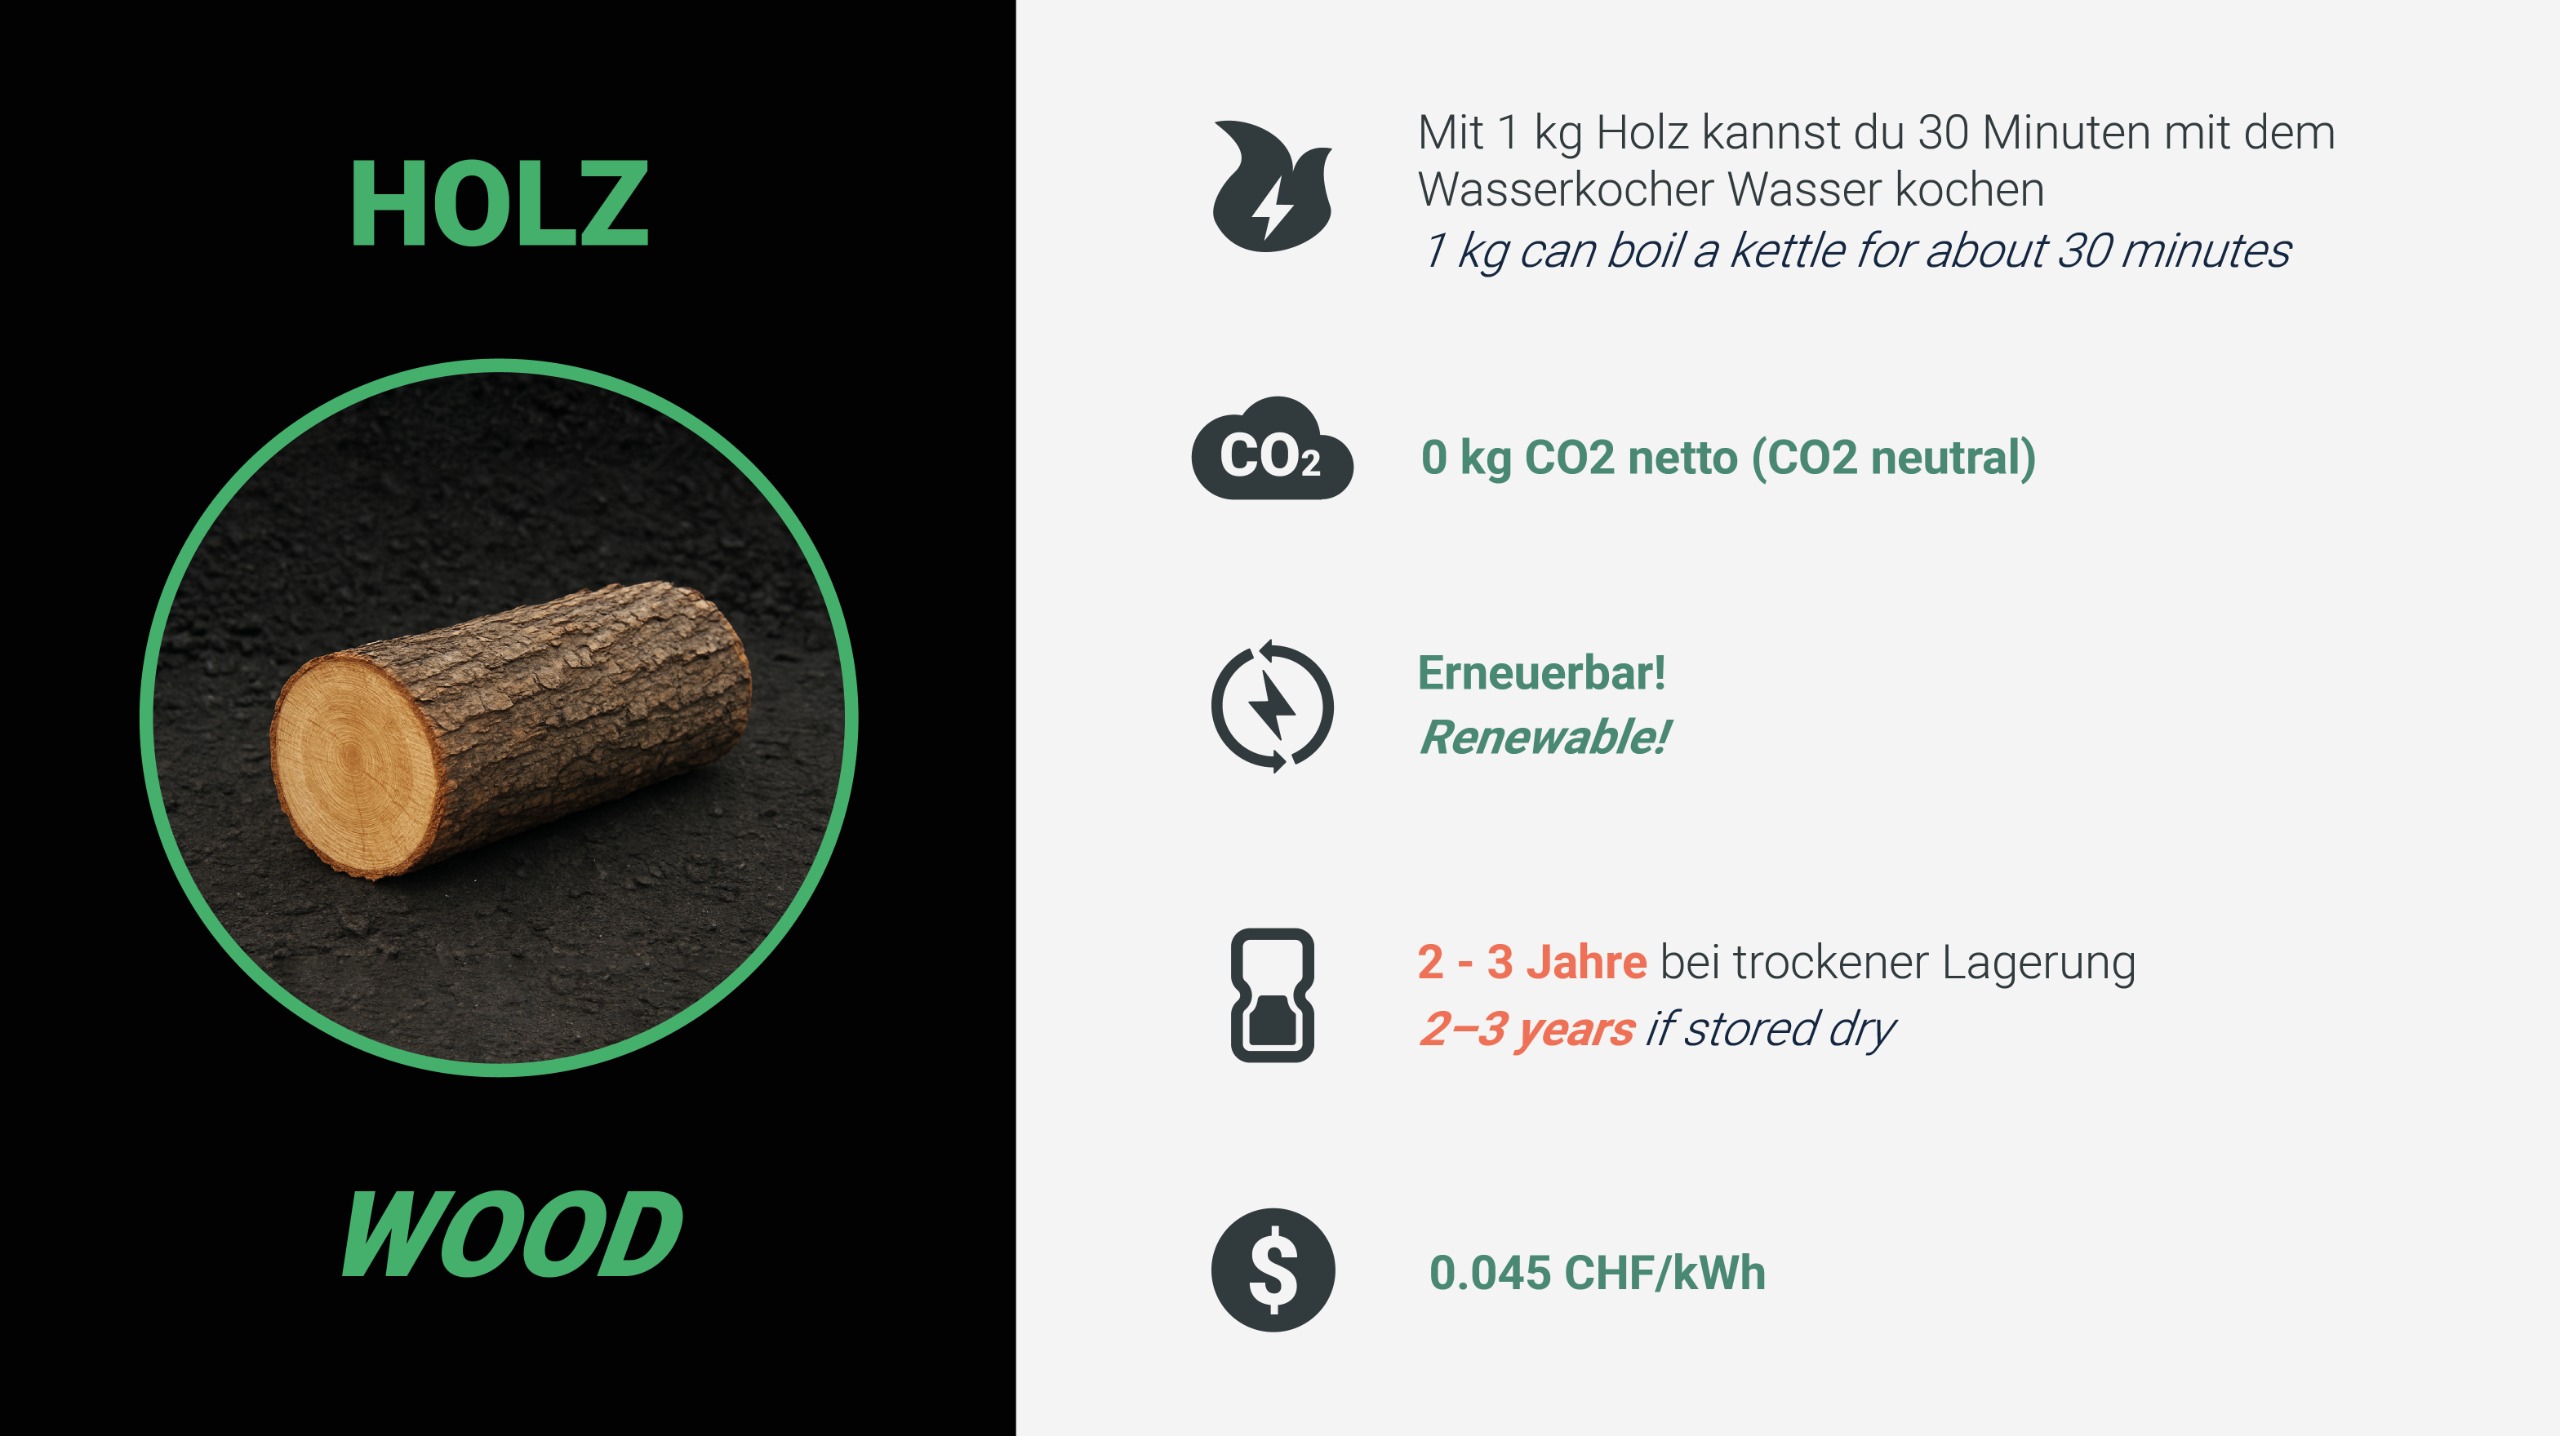 HOLZ
WOOD
Mit 1 kg Holz kannst du 30 Minuten mit dem
Wasserkocher Wasser kochen
1 kg can boil a kettle for about 30 minutes
CO₂
0 kg CO2 netto (CO2 neutral)
Erneuerbar!
Renewable!
2 - 3 Jahre bei trockener Lagerung
2–3 years if stored dry
$
0.045 CHF/kWh